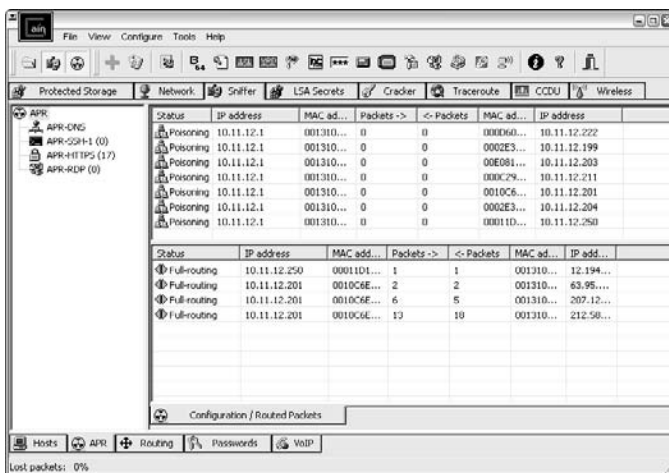 ain
File View Configure Tools Help
Protected Storage Network Sniffer LSA Secrets Cracker Traceroute CCDU Wireless
APR
APR-DNS
APR-SSH-1 (0)
APR-HTTPS (17)
APR-RDP (0)
Status IP address MAC ad... Packets -> <- Packets MAC ad... IP address
Poisoning 10.11.12.1 001310... 0 0 000D60... 10.11.12.222
Poisoning 10.11.12.1 001310... 0 0 0002E3... 10.11.12.199
Poisoning 10.11.12.1 001310... 0 0 00E081... 10.11.12.203
Poisoning 10.11.12.1 001310... 0 0 000C29... 10.11.12.211
Poisoning 10.11.12.1 001310... 0 0 0010C6... 10.11.12.201
Poisoning 10.11.12.1 001310... 0 0 0002E3... 10.11.12.204
Poisoning 10.11.12.1 001310... 0 0 00011D... 10.11.12.250
Status IP address MAC add... Packets -> <- Packets MAC ad... IP add...
Full-routing 10.11.12.250 00011D1... 1 1 001310... 12.194...
Full-routing 10.11.12.201 0010C6E... 2 2 001310... 63.95....
Full-routing 10.11.12.201 0010C6E... 6 5 001310... 207.12...
Full-routing 10.11.12.201 0010C6E... 13 18 001310... 212.58...
Configuration / Routed Packets
Hosts APR Routing Passwords VoIP
Lost packets: 0%